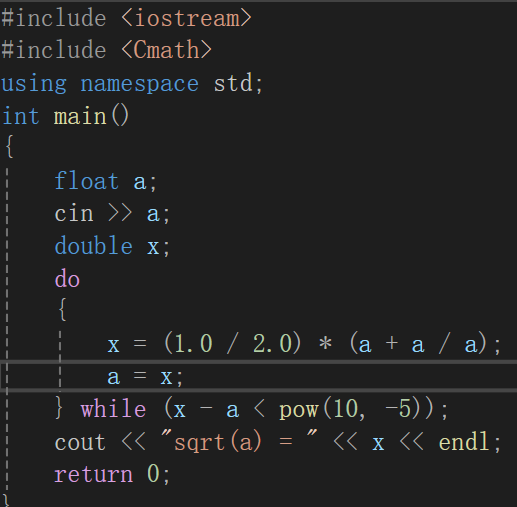 #include <iostream>
#include <Cmath>
using namespace std;
int main()
{
    float a;
    cin >> a;
    double x;
    do
    {
        x = (1.0 / 2.0) * (a + a / a);
        a = x;
    } while (x - a < pow(10, -5));
    cout << "sqrt(a) = " << x << endl;
    return 0;
}